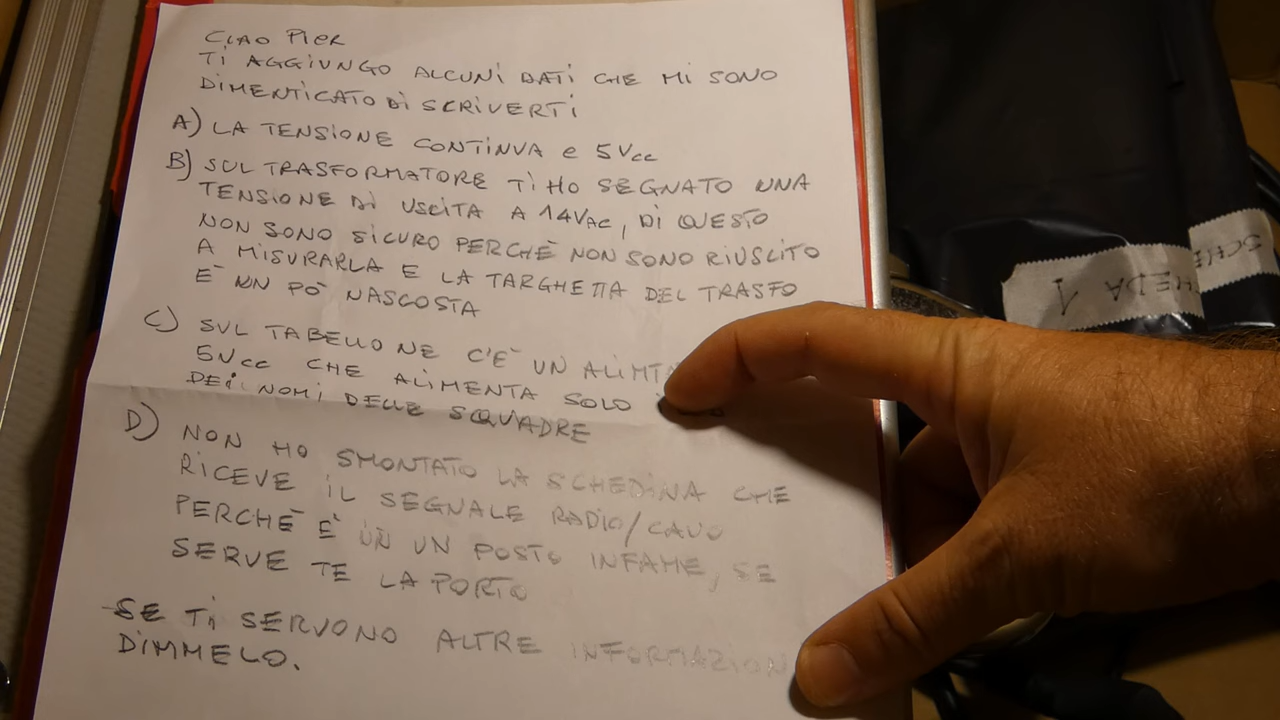 CIAO PIER
TI AGGIUNGO ALCUNI DATI CHE MI SONO
DIMENTICATO DI SCRIVERTI
A) LA TENSIONE CONTINVA e 5Vcc
B) SUL TRASFORMATORE TI HO SEGNATO UNA
TENSIONE DI USCITA A 14VAC, DI QUESTO
NON SONO SICURO PERCHÈ NON SONO RIUSCITO
A MISURARLA E LA TARGHETTA DEL TRASFO
E' UN PÒ NASCOSTA
C) SUL TABELLONE C'È UN ALIMT
5Vcc CHE ALIMENTA SOLO
DEI NOMI DELLE SQUADRE
D) NON HO SMONTATO LA SCHEDINA CHE
RICEVE IL SEGNALE RADIO/CAVO
PERCHÈ E' IN UN POSTO INFAME, SE
SERVE TE LA PORTO
SE TI SERVONO ALTRE INFORMAZION
DIMMELO.
SCHEDA 1
SCHE